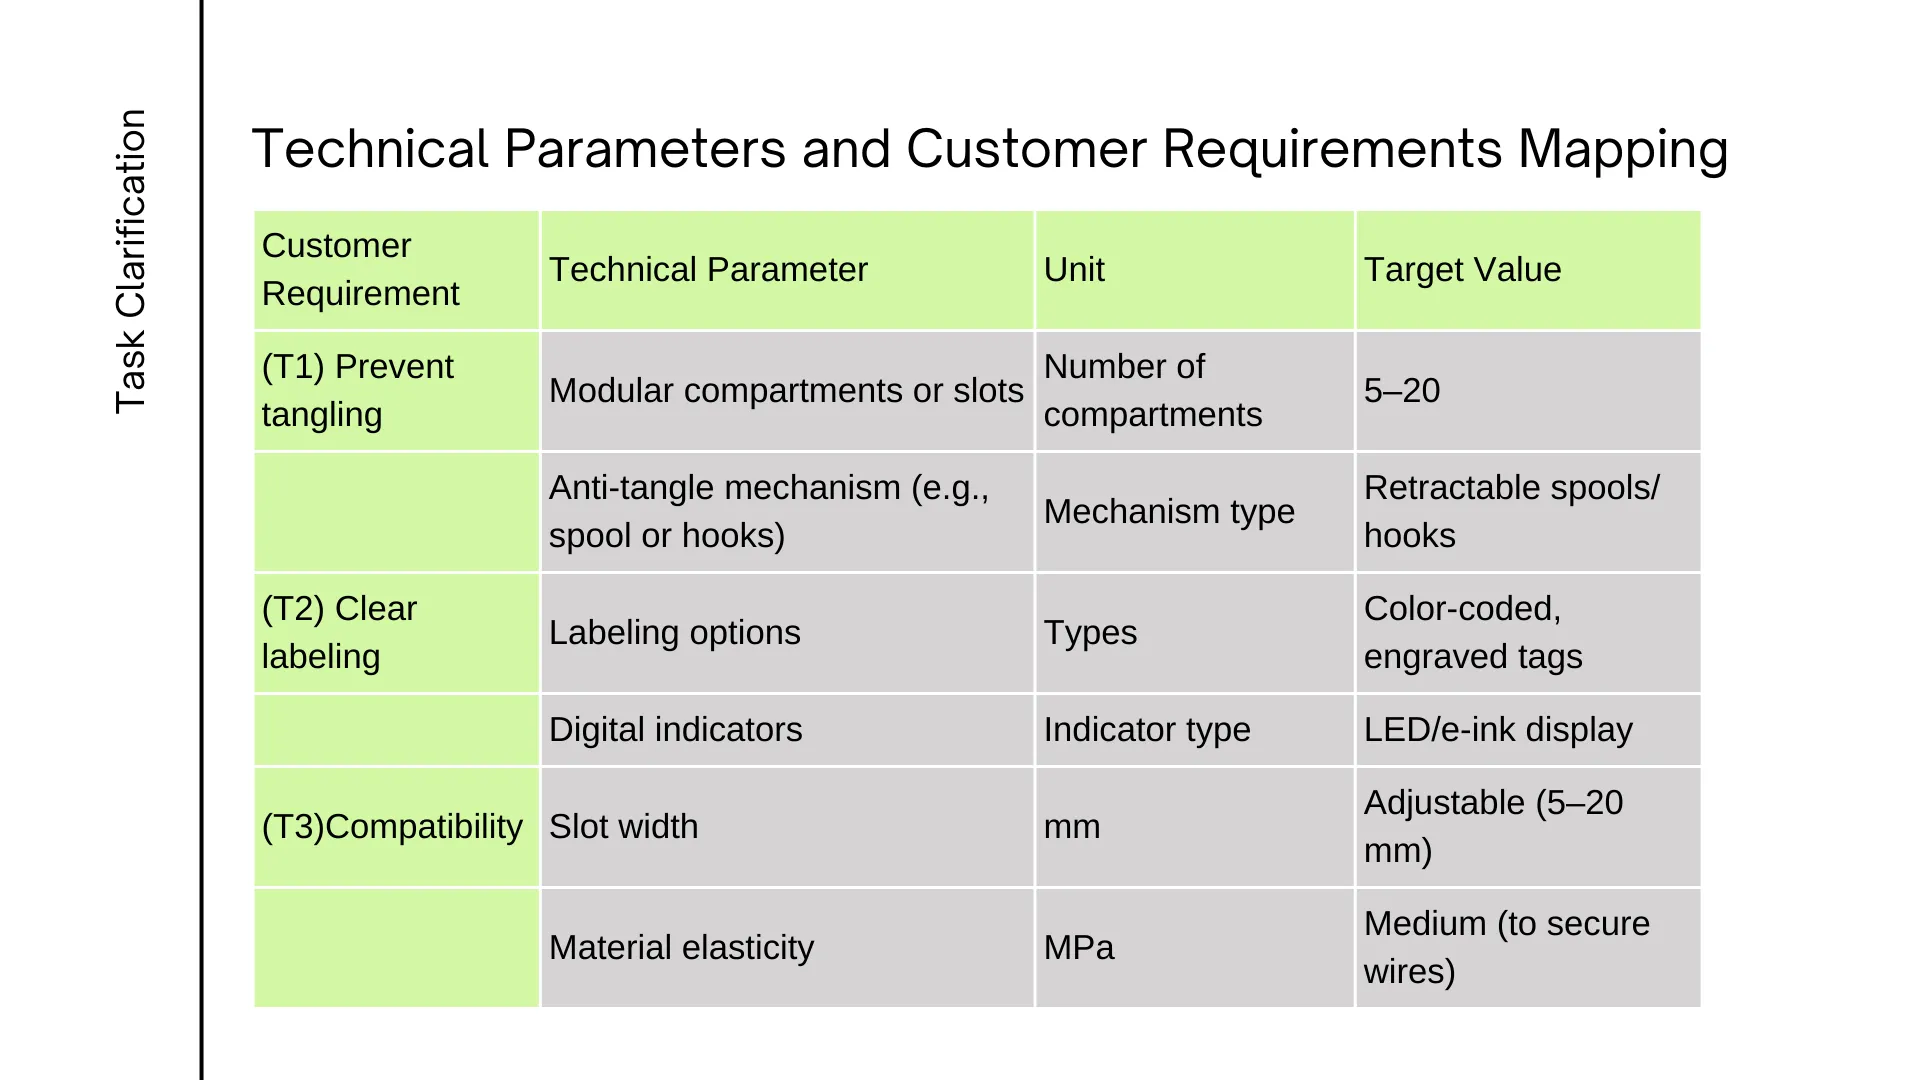 Task Clarification
Technical Parameters and Customer Requirements Mapping
Customer
Requirement
Technical Parameter
Unit
Target Value
(T1) Prevent
tangling
Modular compartments or slots
Number of
compartments
5–20
Anti-tangle mechanism (e.g.,
spool or hooks)
Mechanism type
Retractable spools/
hooks
(T2) Clear
labeling
Labeling options
Types
Color-coded,
engraved tags
Digital indicators
Indicator type
LED/e-ink display
(T3)Compatibility
Slot width
mm
Adjustable (5–20
mm)
Material elasticity
MPa
Medium (to secure
wires)